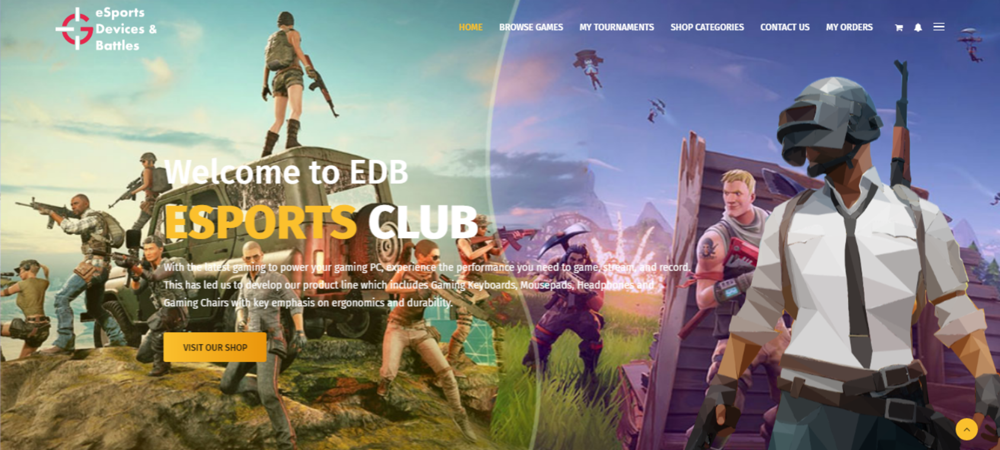 eSports
Devices &
Battles
HOME BROWSE GAMES MY TOURNAMENTS SHOP CATEGORIES CONTACT US MY ORDERS
Welcome to EDB
ESPORTS CLUB
With the latest gaming to power your gaming PC, experience the performance you need to game, stream, and record.
This has led us to develop our product line which includes Gaming Keyboards, Mousepads, Headphones and
Gaming Chairs with key emphasis on ergonomics and durability.
VISIT OUR SHOP